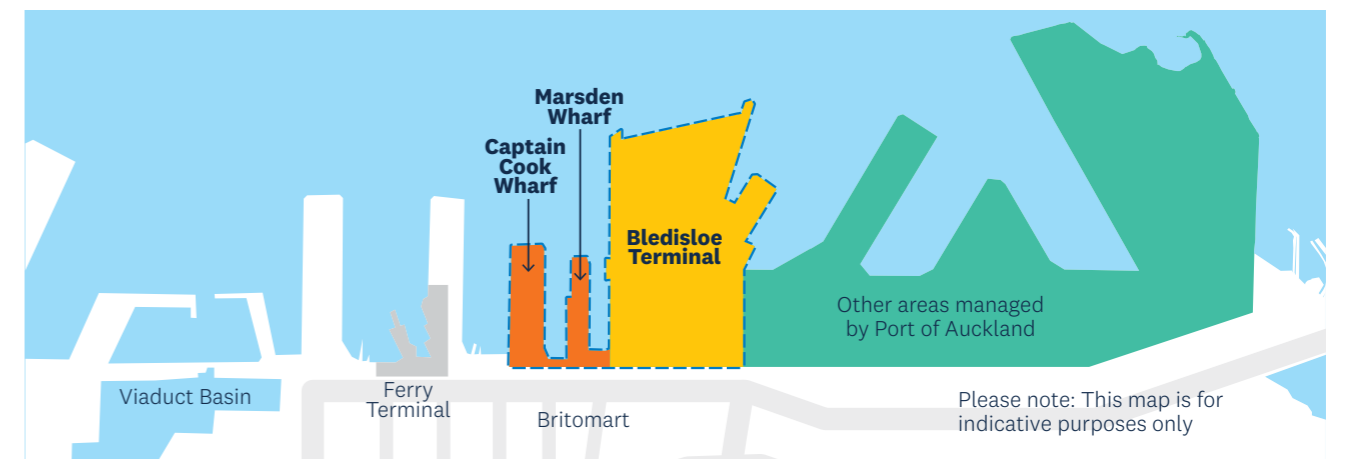 Marsden
Wharf
Captain
Cook
Wharf
Bledisloe
Terminal
Other areas managed
by Port of Auckland
Viaduct Basin
Ferry
Terminal
Britomart
Please note: This map is for
indicative purposes only